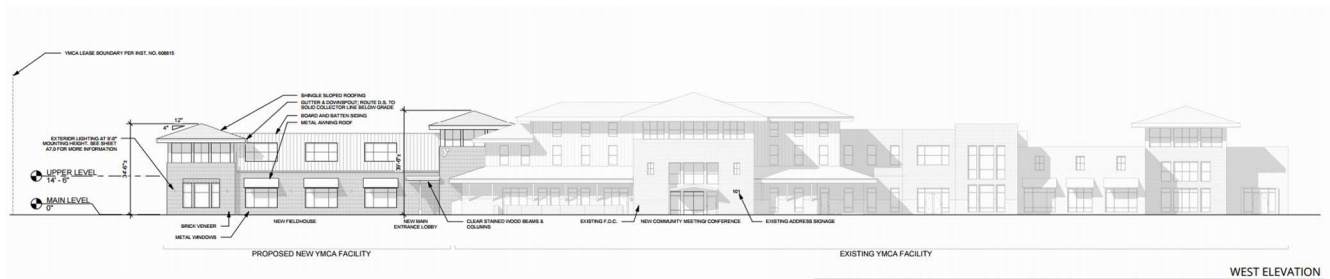 YMCA LEASE BOUNDARY PER INST. NO. 608815
SHINGLE SLOPED ROOFING
GUTTER & DOWNSPOUT; ROUTE D.S. TO
SOLID COLLECTOR LINE BELOW GRADE
BOARD AND BATTEN SIDING
METAL AWNING ROOF
12"
4"
EXTERIOR LIGHTING AT 9'.0"
MOUNTING HEIGHT. SEE SHEET
A7.0 FOR MORE INFORMATION
UPPER LEVEL
14' - 6"
MAIN LEVEL
0"
BRICK VENEER
METAL WINDOWS
NEW FIELDHOUSE
NEW MAIN
ENTRANCE LOBBY
CLEAR STAINED WOOD BEAMS &
COLUMNS
EXISTING F.D.C.
NEW COMMUNITY MEETING/ CONFERENCE
101
EXISTING ADDRESS SIGNAGE
PROPOSED NEW YMCA FACILITY
EXISTING YMCA FACILITY
WEST ELEVATION